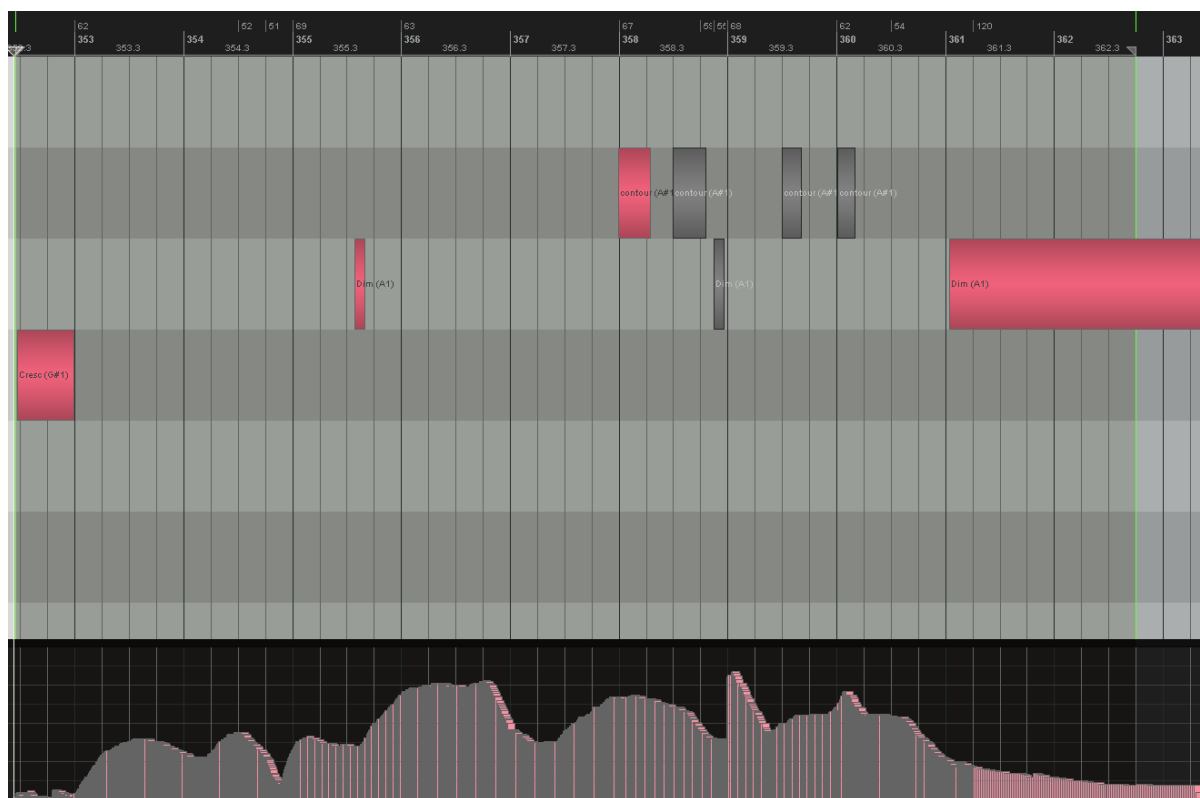 62 52 51 69 63 67 68 62 54 120
353 354 355 356 357 358 359 360 361 362 363
353.3 354.3 355.3 356.3 357.3 358.3 359.3 360.3 361.3 362.3
contour (A#1 contour (A#1) contour (A#1 contour (A#1)
Dim (A1) Dim (A1) Dim (A1)
Cresc (G#1)